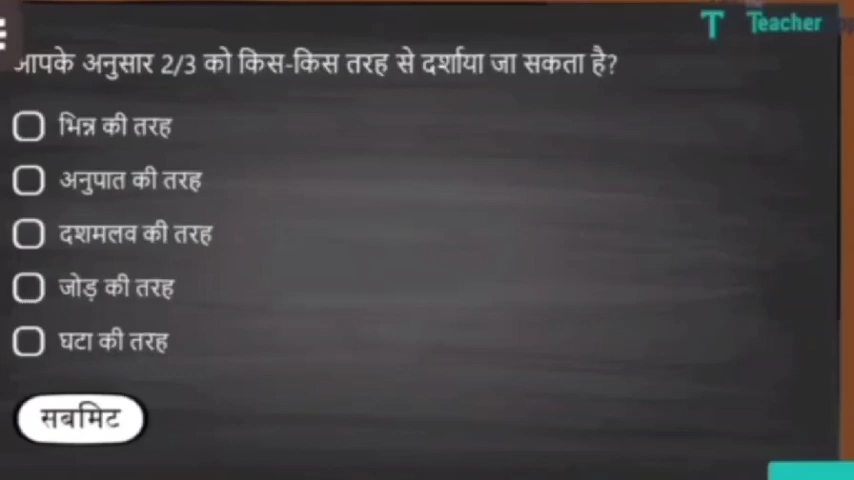 T Teacher
आपके अनुसार 2/3 को किस-किस तरह से दर्शाया जा सकता है?
भिन्न की तरह
अनुपात की तरह
दशमलव की तरह
जोड़ की तरह
घटा की तरह
सबमिट